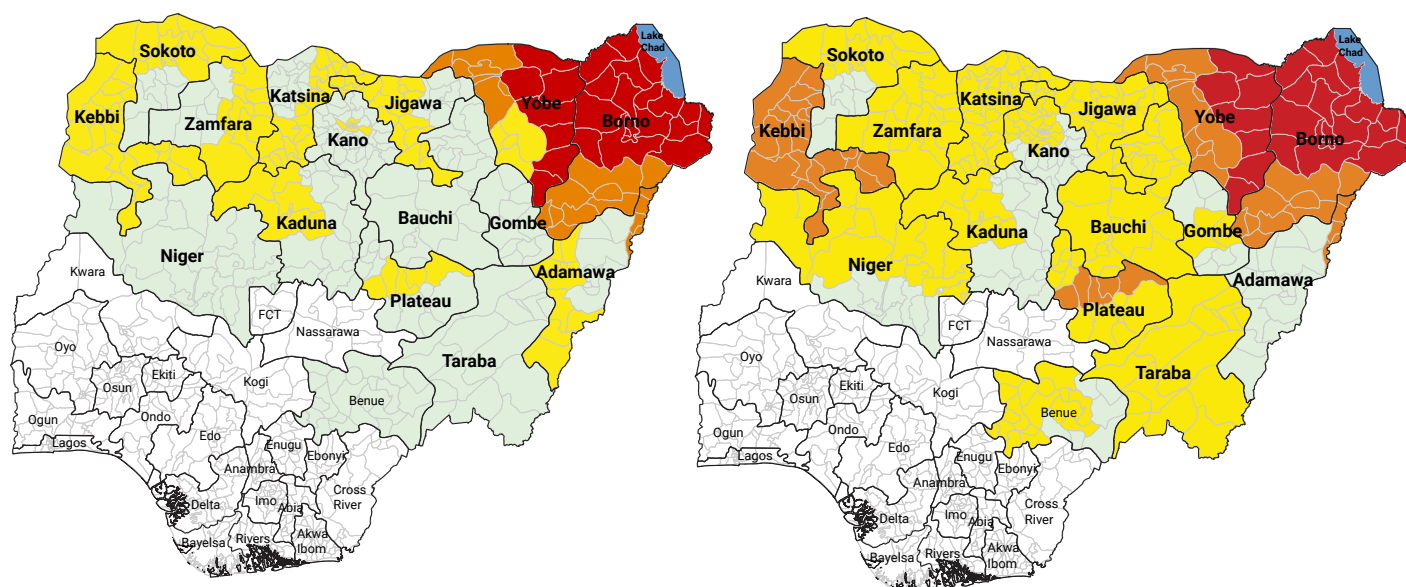 Sokoto
Lake
Chad
Katsina
Jigawa
Kebbi
Yobe
Zamfara
Borno
Kano
Kaduna
Bauchi
Gombe
Niger
Adamawa
Kwara
Plateau
FCT
Nassarawa
Oyo
Taraba
Ekiti
Kogi
Osun
Benue
Ogun
Ondo
Edo
Lagos
Enugu
Ebonyi
Anambra
Cross
River
Delta
Imo
Abia
Bayelsa
Rivers
Akwa
Ibom
Lake
Chad
Sokoto
Katsina
Jigawa
Yobe
Kebbi
Zamfara
Borno
Kano
Bauchi
Kaduna
Gombe
Niger
Adamawa
Kwara
Plateau
FCT
Nassarawa
Oyo
Taraba
Ekiti
Kogi
Osun
Benue
Ogun
Ondo
Edo
Lagos
Enugu
Ebonyi
Anambra
Cross
River
Delta
Imo
Abia
Bayelsa
Rivers
Akwa
Ibom